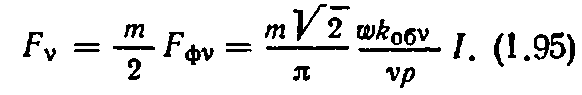 F_ν = m/2 F_фν = m√2/π wk_обν/νp I. (1.95)